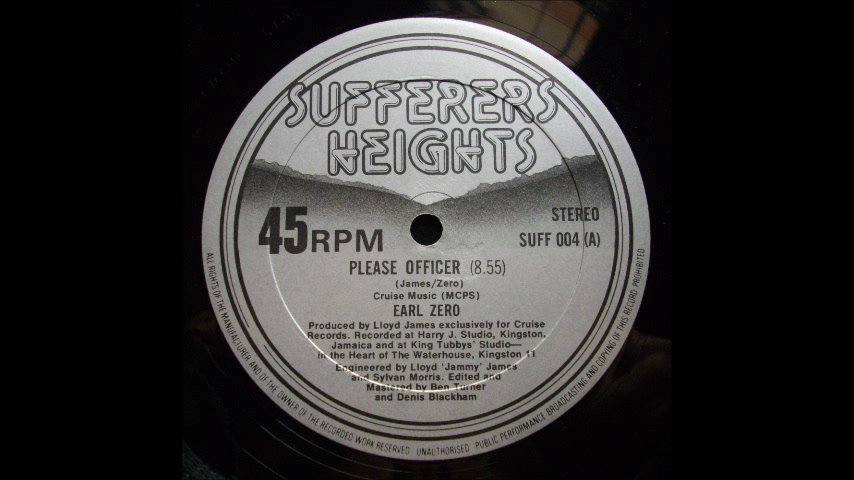 SUFFERERS
HEIGHTS
45RPM
STEREO
SUFF 004 (A)
PLEASE OFFICER (8.55)
(James/Zero)
Cruise Music (MCPS)
EARL ZERO
Produced by Lloyd James exclusively for Cruise
Records. Recorded at Harry J. Studio, Kingston,
Jamaica and at King Tubbys' Studio—
in the Heart of The Waterhouse, Kingston 11
Engineered by Lloyd 'Jammy' James
and Sylvan Morris. Edited and
Mastered by Ben Turner
and Denis Blackham
ALL RIGHTS OF THE MANUFACTURER AND OF THE OWNER OF THE RECORDED WORK RESERVED UNAUTHORISED PUBLIC PERFORMANCE BROADCASTING AND COPYING OF THIS RECORD PROHIBITED